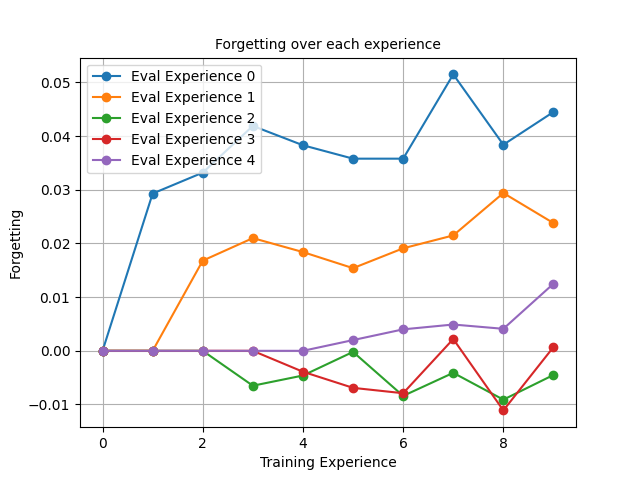 Forgetting over each experience
Eval Experience 0
Eval Experience 1
Eval Experience 2
Eval Experience 3
Eval Experience 4
0.05
0.04
0.03
0.02
0.01
0.00
−0.01
Forgetting
0
2
4
6
8
Training Experience